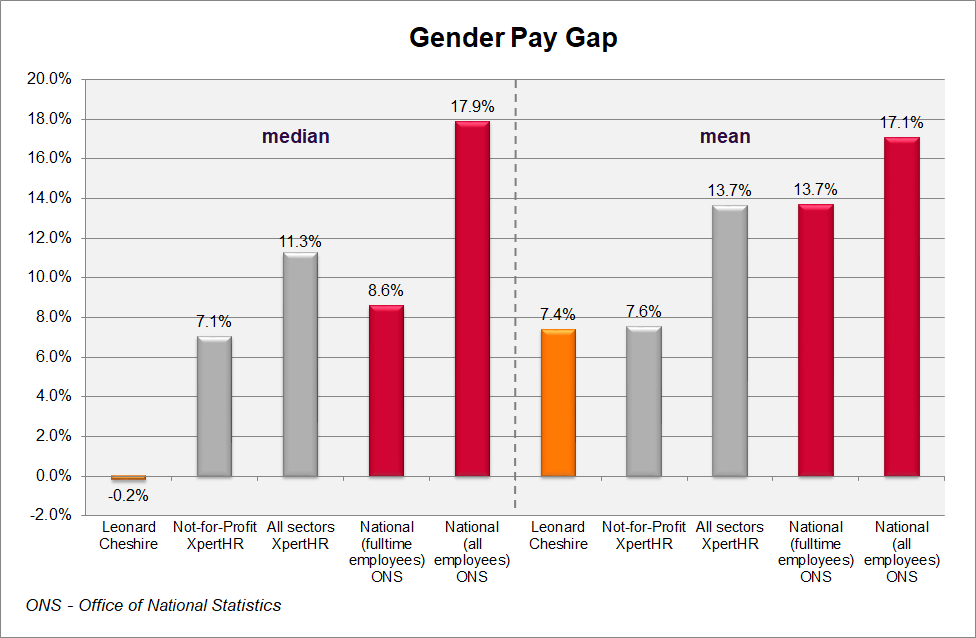 Gender Pay Gap
20.0%
18.0%
16.0%
14.0%
12.0%
10.0%
8.0%
6.0%
4.0%
2.0%
0.0%
-2.0%
median
-0.2%
7.1%
11.3%
8.6%
17.9%
mean
7.4%
7.6%
13.7%
13.7%
17.1%
Leonard
Cheshire
Not-for-Profit
XpertHR
All sectors
XpertHR
National
(fulltime
employees)
ONS
National
(all
employees)
ONS
Leonard
Cheshire
Not-for-Profit
XpertHR
All sectors
XpertHR
National
(fulltime
employees)
ONS
National
(all
employees)
ONS
ONS - Office of National Statistics